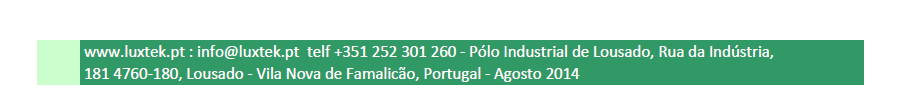 www.luxtek.pt : info@luxtek.pt  telf +351 252 301 260 - Pólo Industrial de Lousado, Rua da Indústria,
181 4760-180, Lousado - Vila Nova de Famalicão, Portugal - Agosto 2014